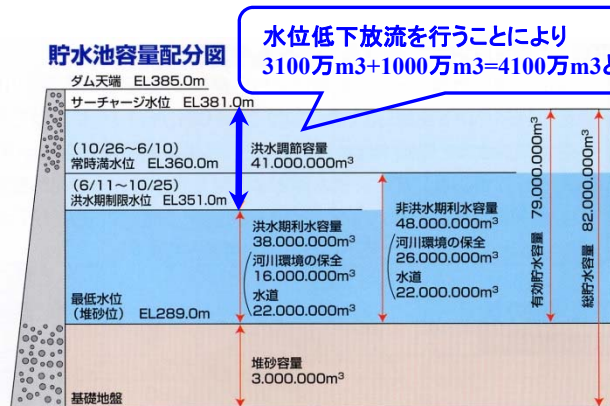 貯水池容量配分図
水位低下放流を行うことにより
3100万m3+1000万m3=4100万m3と
ダム天端 EL385.0m
サーチャージ水位 EL381.0m
(10/26~6/10)
常時満水位 EL360.0m
洪水調節容量
41.000.000m³
(6/11~10/25)
洪水期制限水位 EL351.0m
洪水期利水容量
38.000.000m³
河川環境の保全
16.000.000m³
水道
22.000.000m³
非洪水期利水容量
48.000.000m³
河川環境の保全
26.000.000m³
水道
22.000.000m³
有効貯水容量 79.000.000m³
総貯水容量 82.000.000m³
最低水位
(堆砂位) EL289.0m
堆砂容量
3.000.000m³
基礎地盤